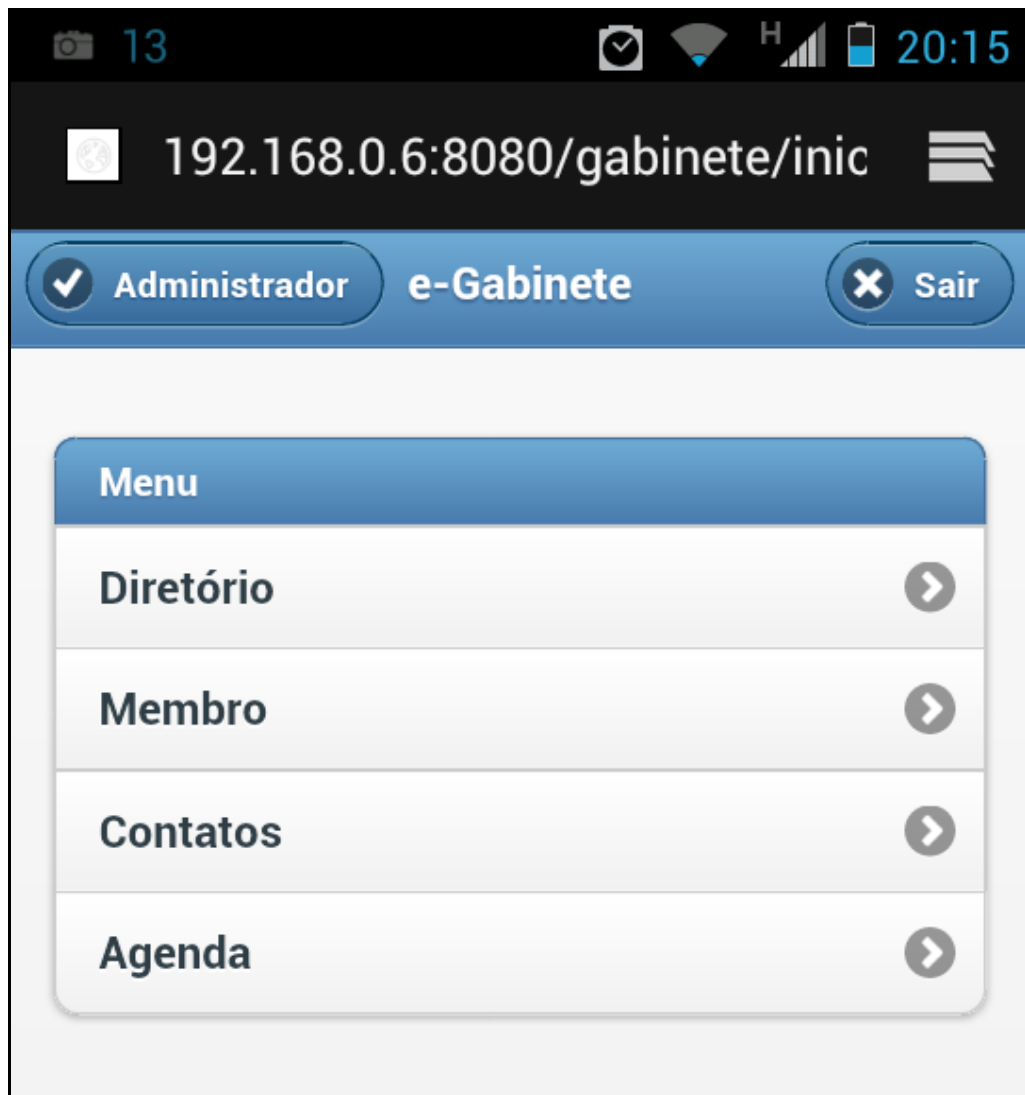 13 H 20:15
192.168.0.6:8080/gabinete/inic
Administrador e-Gabinete Sair
Menu
Diretório
Membro
Contatos
Agenda